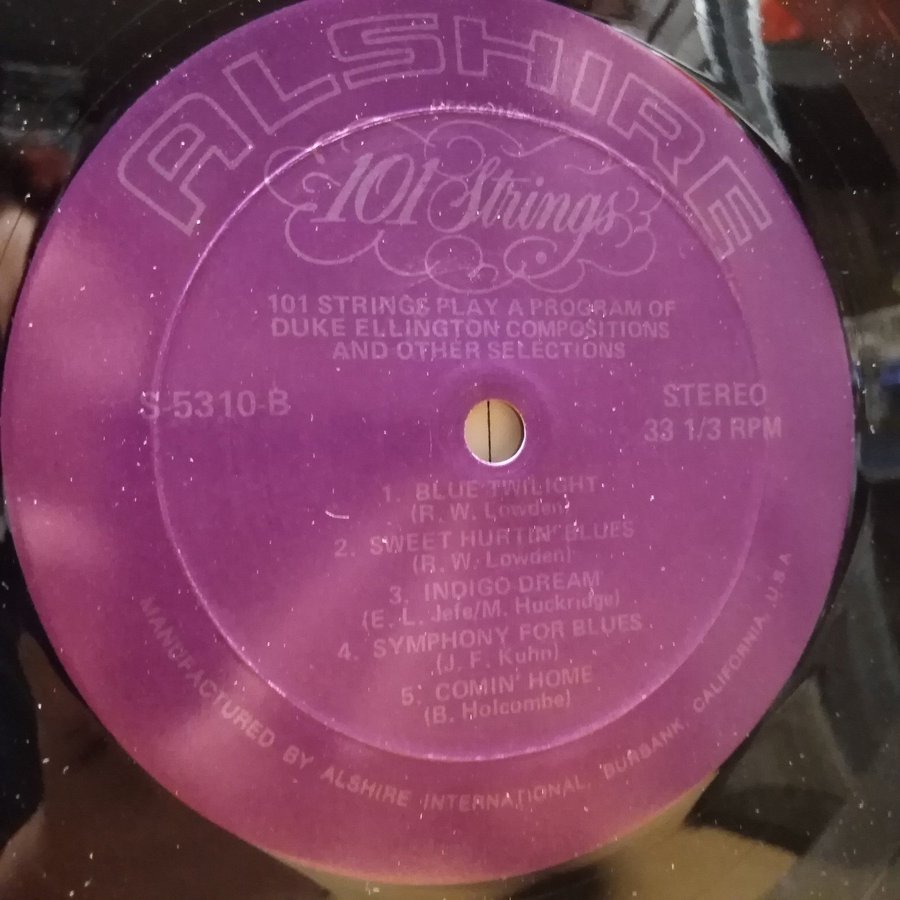 ALSHIRE
presents
101 Strings
101 STRINGS PLAY A PROGRAM OF
DUKE ELLINGTON COMPOSITIONS
AND OTHER SELECTIONS
S-5310-B
STEREO
33 1/3 RPM
1. BLUE TWILIGHT
(R. W. Lowden)
2. SWEET HURTIN' BLUES
(R. W. Lowden)
3. INDIGO DREAM
(E. L. Jefe/M. Huckridge)
4. SYMPHONY FOR BLUES
(J. F. Kuhn)
5. COMIN' HOME
(B. Holcombe)
MANUFACTURED BY ALSHIRE INTERNATIONAL, BURBANK, CALIFORNIA, U.S.A